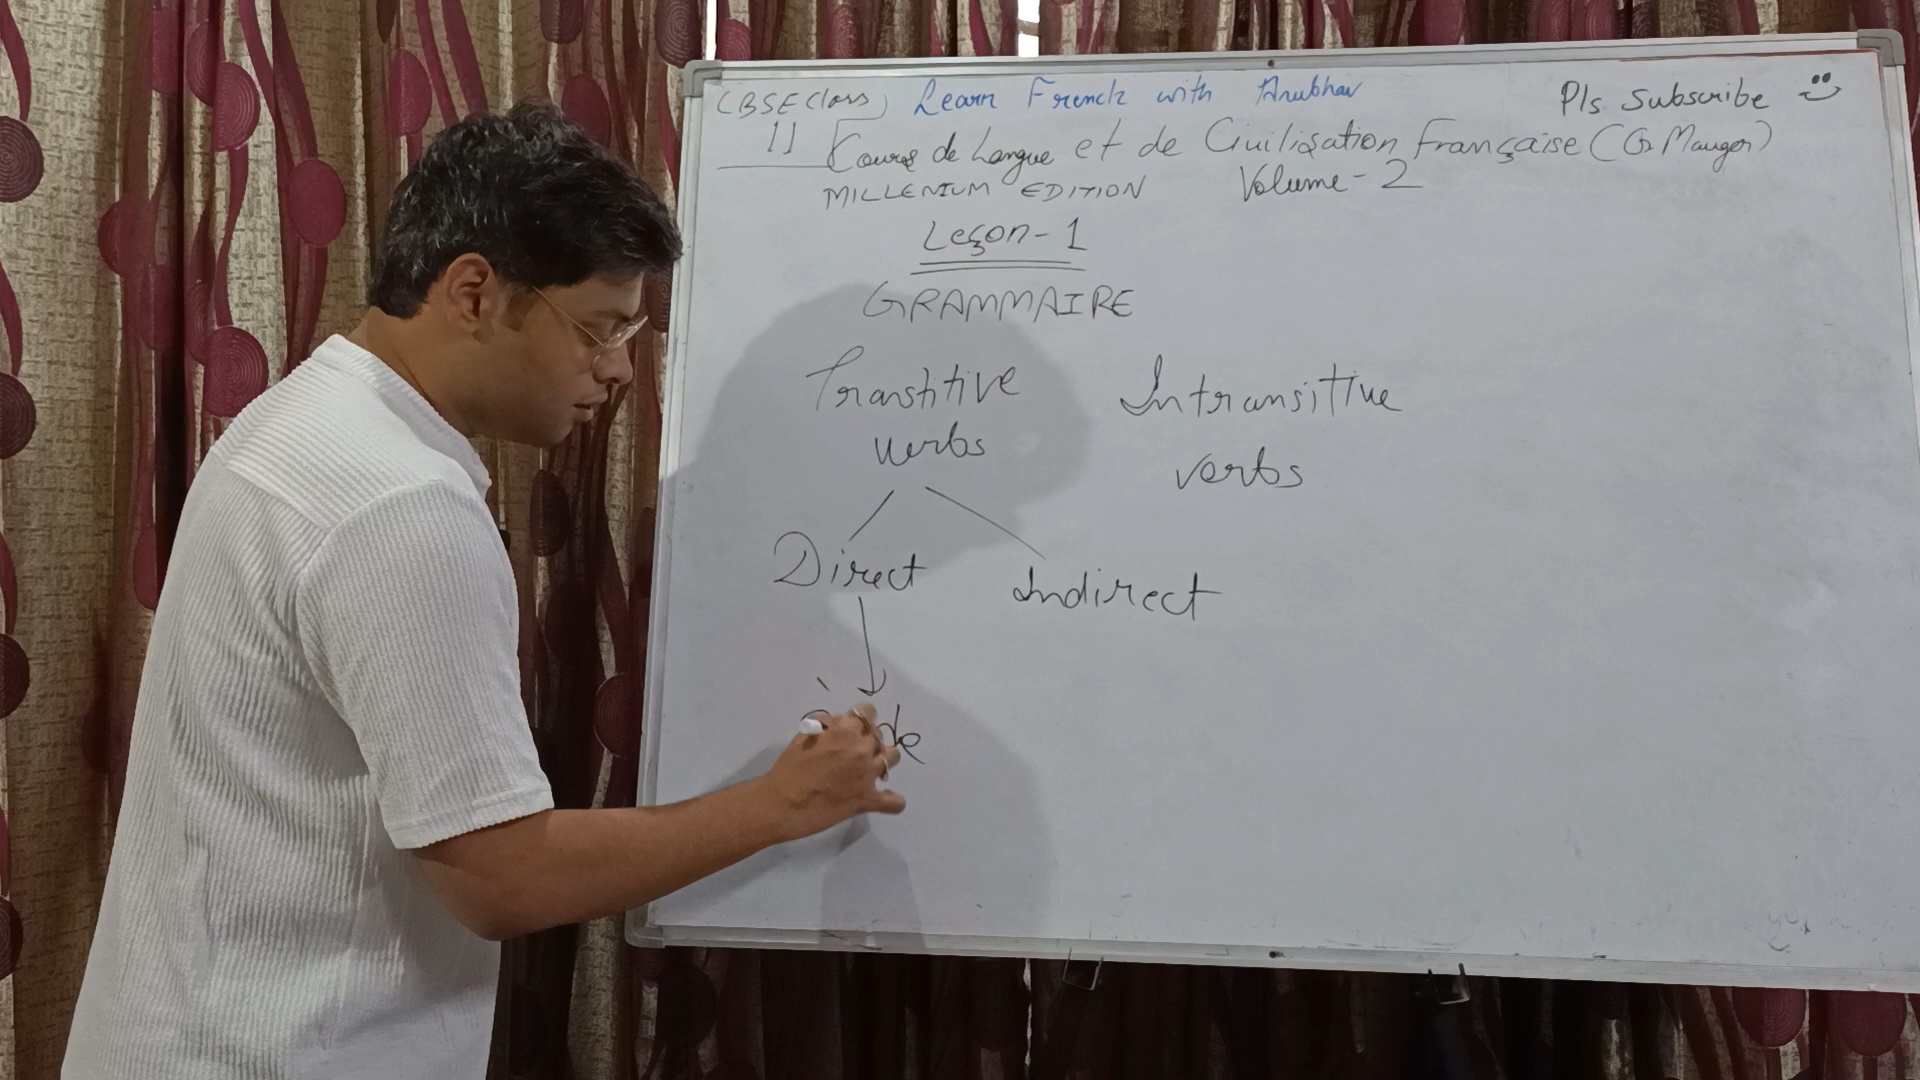 CBSE Class Learn French with Anubhav Pls Subscribe
11 Cours de Langue et de Civilisation Française (G. Mauger)
MILLENIUM EDITION Volume-2
Leçon-1
GRAMMAIRE
Transtitive Intransitive
verbs verbs
Direct Indirect